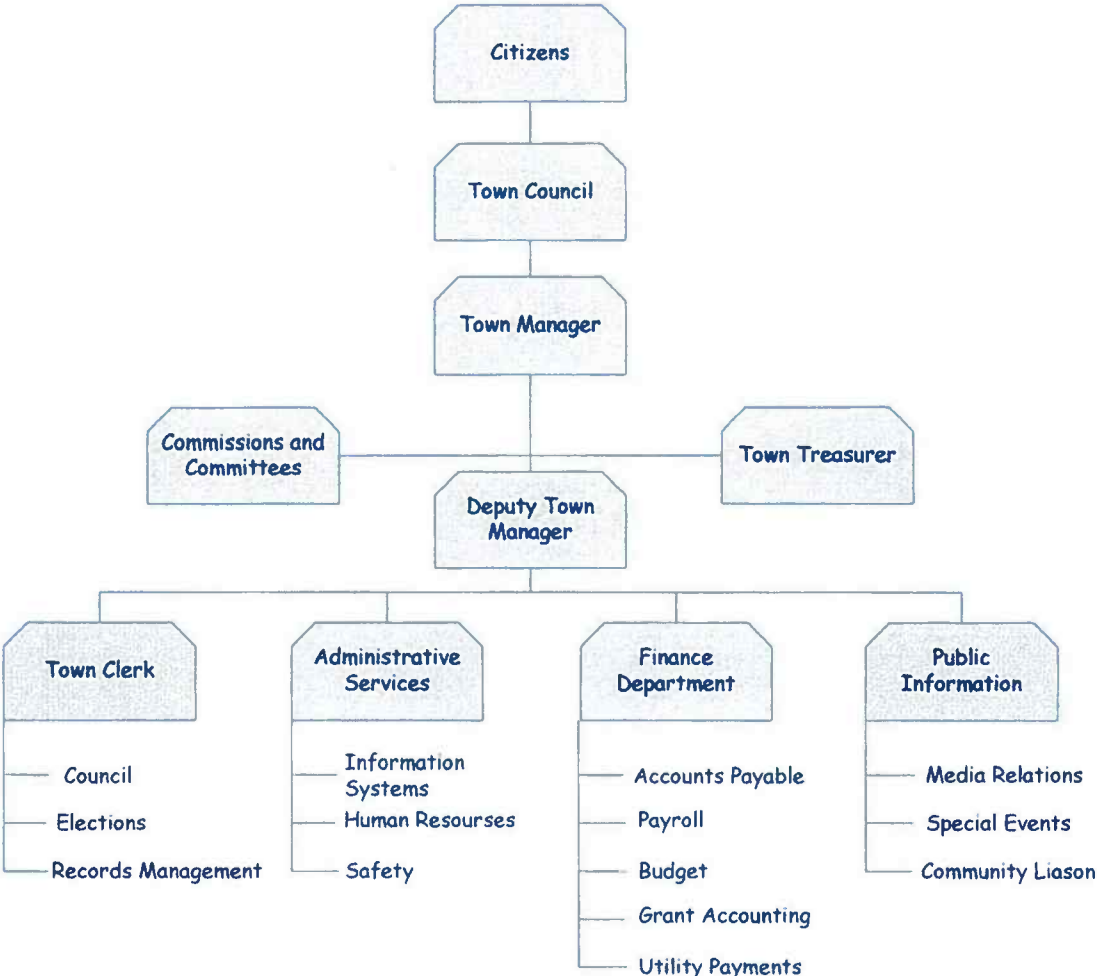 Citizens
Town Council
Town Manager
Commissions and
Committees
Town Treasurer
Deputy Town
Manager
Town Clerk
Administrative
Services
Finance
Department
Public
Information
Council
Elections
Records Management
Information
Systems
Human Resourses
Safety
Accounts Payable
Payroll
Budget
Grant Accounting
Utility Payments
Media Relations
Special Events
Community Liason